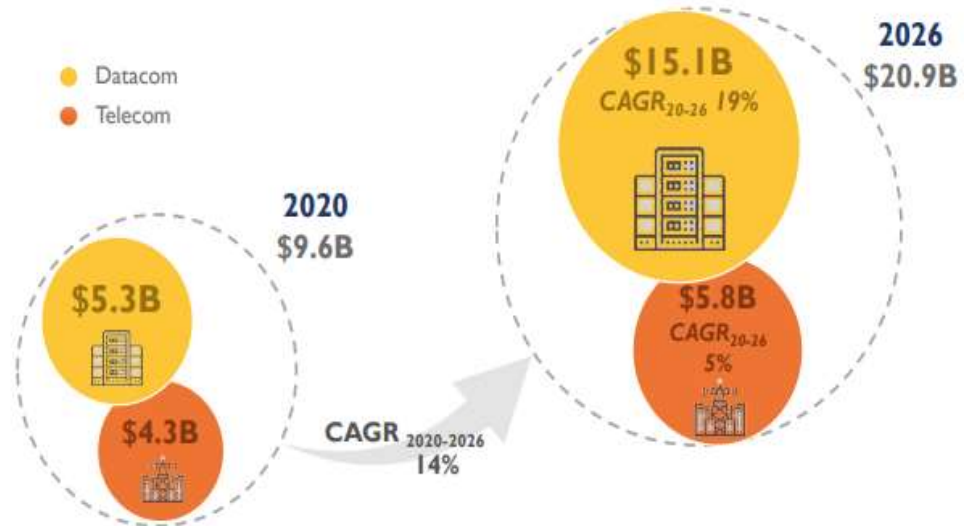 Datacom
Telecom
2020
$9.6B
$5.3B
$4.3B
CAGR 2020-2026
14%
2026
$20.9B
$15.1B
CAGR20-26 19%
$5.8B
CAGR20-26
5%